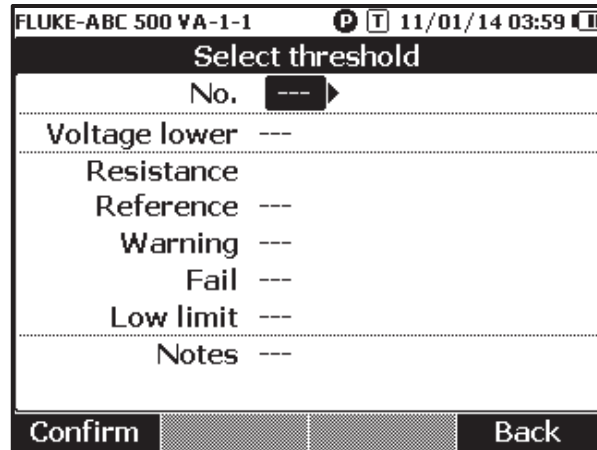 FLUKE-ABC 500 VA-1-1 P T 11/01/14 03:59
Select threshold
No. ---
Voltage lower ---
Resistance
Reference ---
Warning ---
Fail ---
Low limit ---
Notes ---
Confirm Back